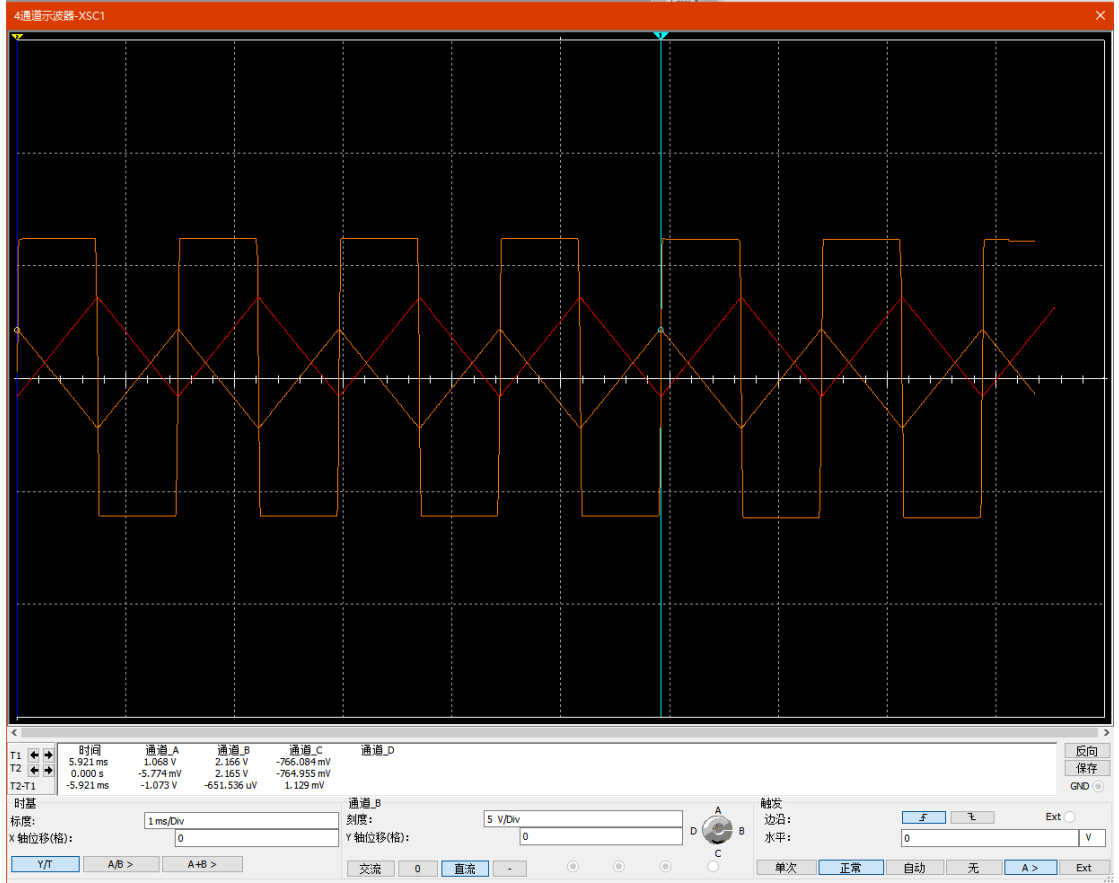 4通道示波器-XSC1
时间 通道_A 通道_B 通道_C 通道_D
T1 5.921 ms 1.068 V 2.166 V -766.084 mV
T2 0.000 s -5.774 mV 2.165 V -764.955 mV
T2-T1 -5.921 ms -1.073 V -651.536 uV 1.129 mV
反向
保存
GND
时基
标度: 1 ms/Div
X 轴位移(格): 0
Y/T A/B > A+B >
通道_B
刻度: 5 V/Div
Y 轴位移(格): 0
交流 0 直流 -
A
D B
C
触发
边沿: Ext
水平: 0 V
单次 正常 自动 无 A > Ext